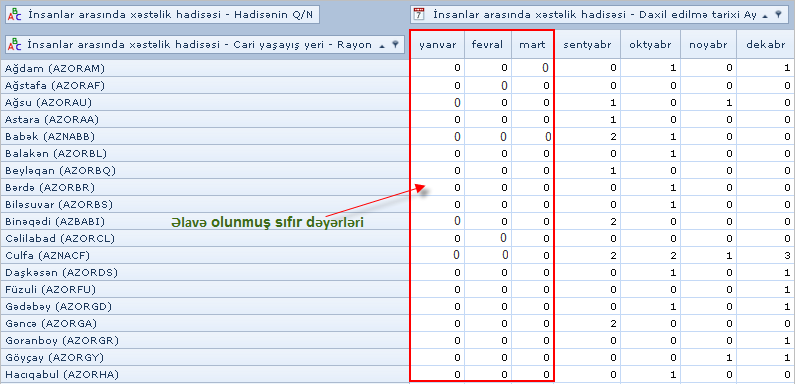 İnsanlar arasında xəstəlik hadisəsi - Hadisənin Q/N
İnsanlar arasında xəstəlik hadisəsi - Daxil edilmə tarixi Ay
İnsanlar arasında xəstəlik hadisəsi - Cari yaşayış yeri - Rayon
yanvar fevral mart sentyabr oktyabr noyabr dekabr
Ağdam (AZORAM) 0 0 0 0 1 0 1
Ağstafa (AZORAF) 0 0 0 0 0 0 1
Ağsu (AZORAU) 0 0 0 1 0 1 0
Astara (AZORAA) 0 0 0 1 0 0 0
Babək (AZNABB) 0 0 0 2 1 0 0
Balakən (AZORBL) 0 0 0 0 1 0 0
Beyləqan (AZORBQ) 0 0 0 1 0 0 0
Bərdə (AZORBR) 0 0 0 0 1 0 0
Biləsuvar (AZORBS) 0 0 0 0 1 0 0
Əlavə olunmuş sıfır dəyərləri
Binəqədi (AZBABI) 0 0 0 2 0 0 0
Cəlilabad (AZORCL) 0 0 0 0 0 0 1
Culfa (AZNACF) 0 0 0 2 2 1 3
Daşkəsən (AZORDS) 0 0 0 0 1 0 1
Füzuli (AZORFU) 0 0 0 0 0 0 1
Gədəbəy (AZORGD) 0 0 0 0 1 0 1
Gəncə (AZORGA) 0 0 0 2 0 0 0
Goranboy (AZORGR) 0 0 0 0 0 0 1
Göyçay (AZORGY) 0 0 0 0 0 1 1
Hacıqabul (AZORHA) 0 0 0 0 1 0 0